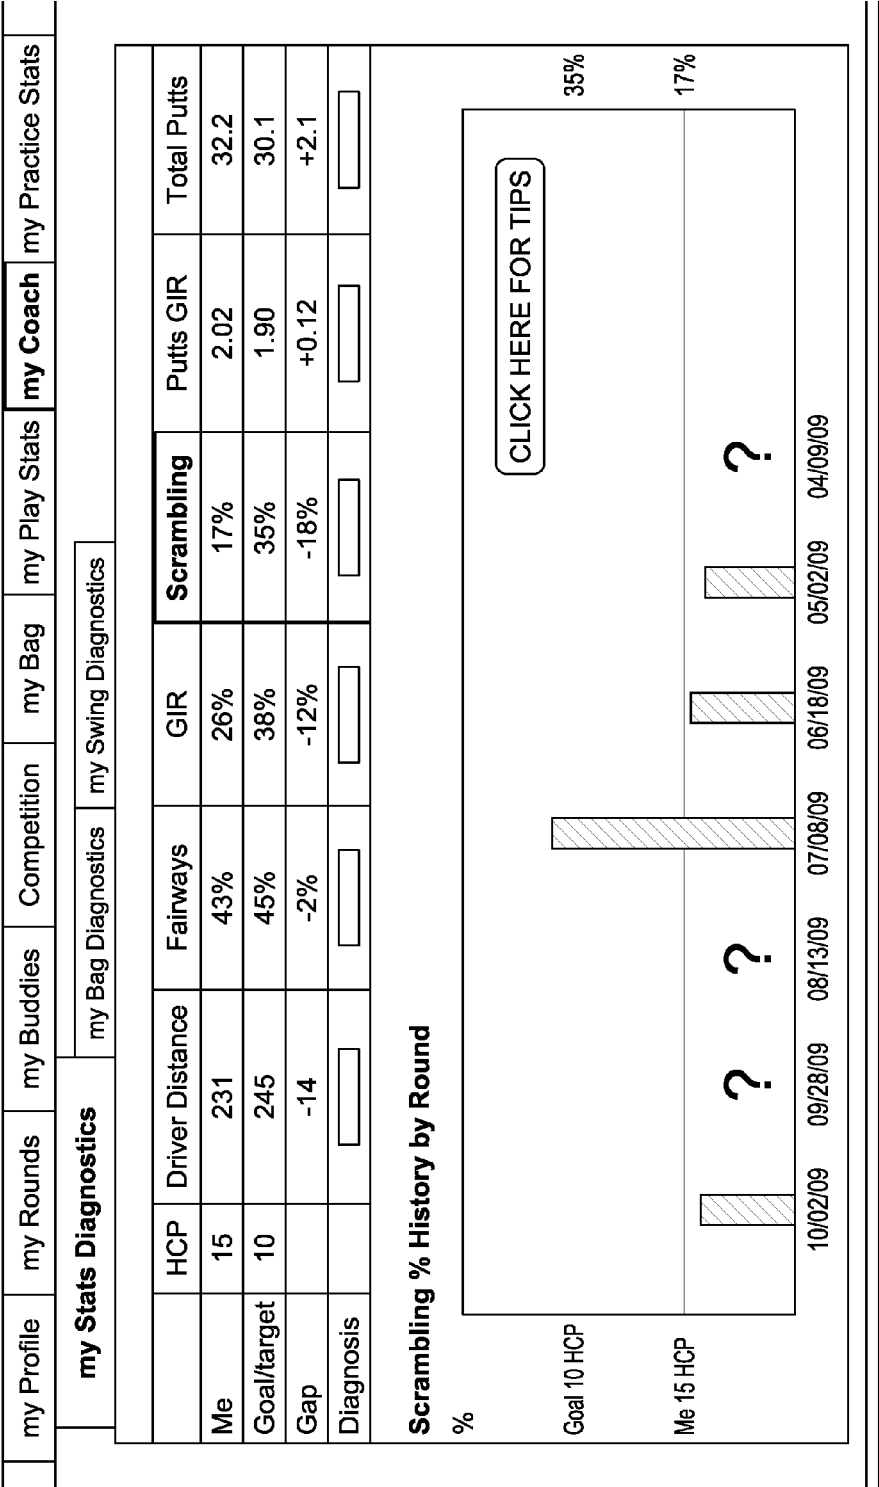 my Profile my Rounds my Buddies Competition my Bag my Play Stats my Coach my Practice Stats
my Stats Diagnostics my Bag Diagnostics my Swing Diagnostics
HCP Driver Distance Fairways GIR Scrambling Putts GIR Total Putts
Me 15 231 43% 26% 17% 2.02 32.2
Goal/target 10 245 45% 38% 35% 1.90 30.1
Gap -14 -2% -12% -18% +0.12 +2.1
Diagnosis
Scrambling % History by Round
%
CLICK HERE FOR TIPS
Goal 10 HCP 35%
Me 15 HCP 17%
? ? ?
10/02/09 09/28/09 08/13/09 07/08/09 06/18/09 05/02/09 04/09/09